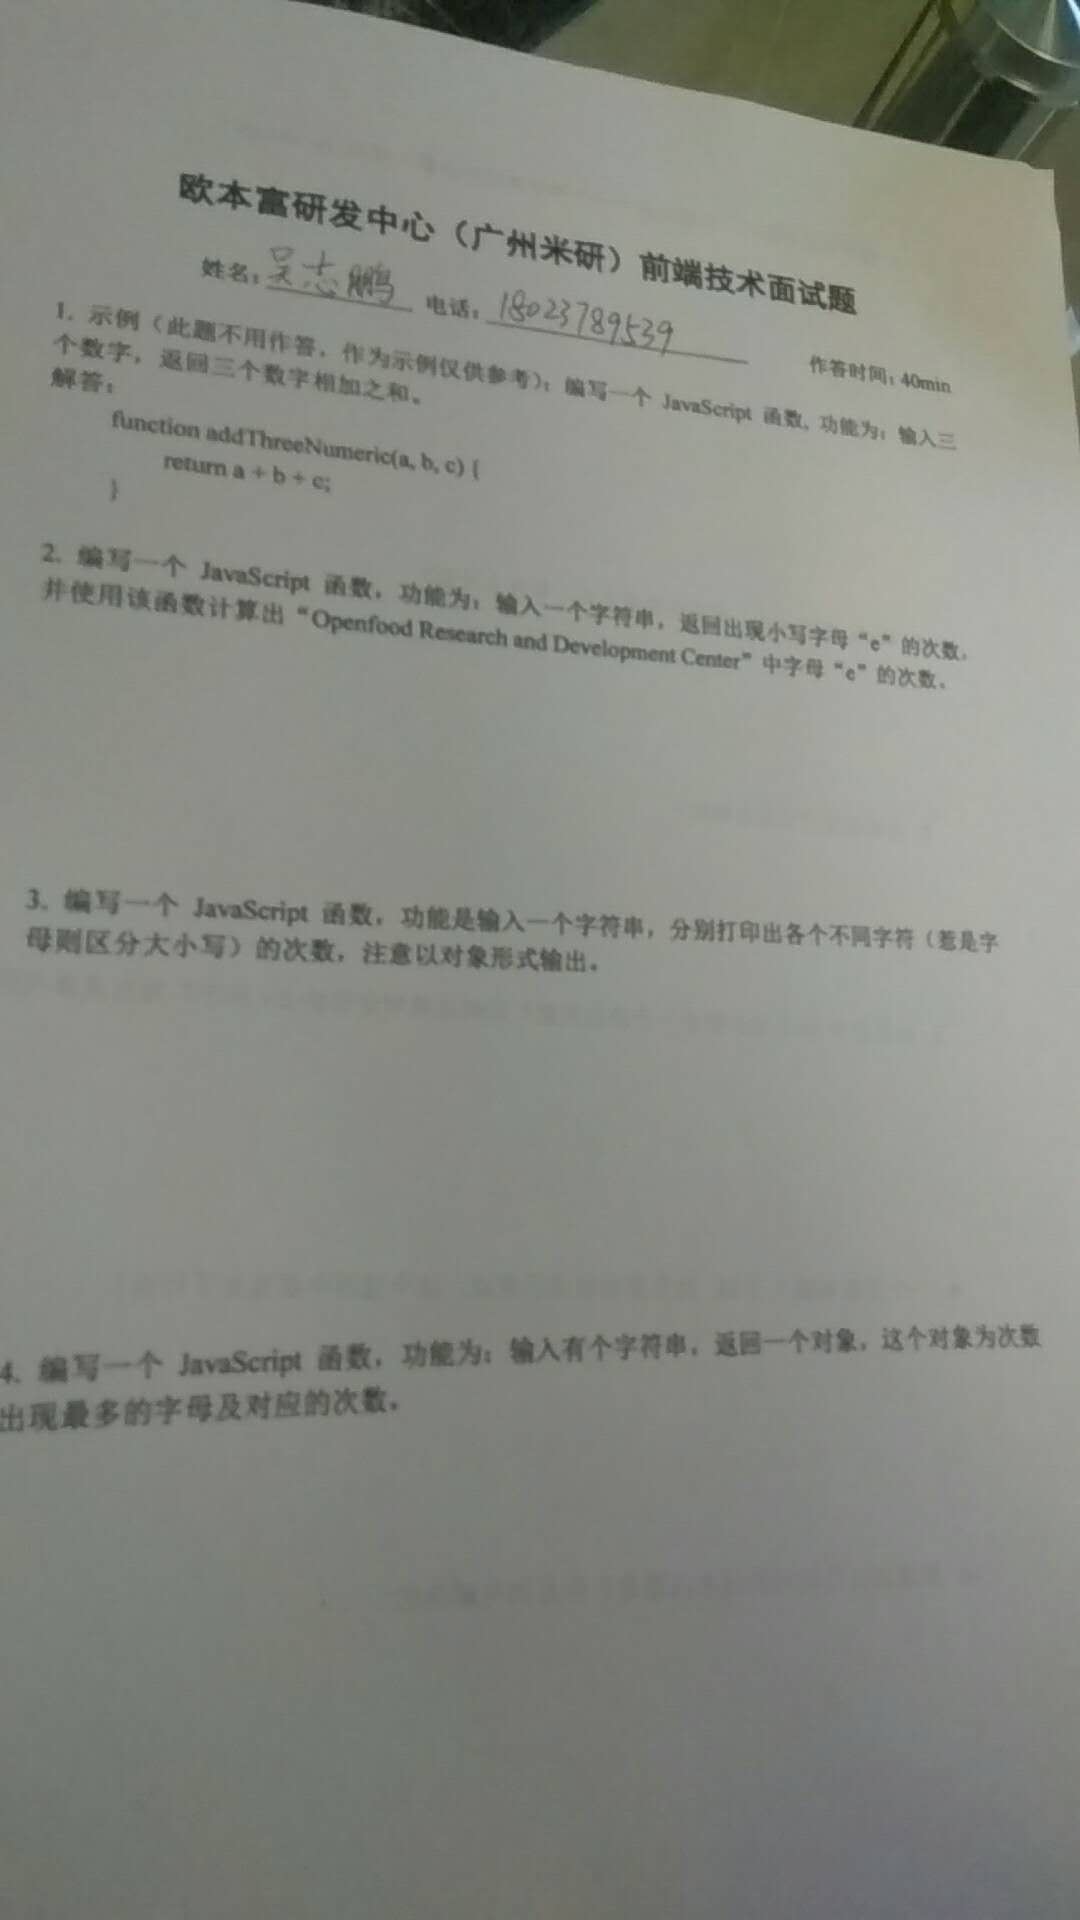 欧本富研发中心（广州米研）前端技术面试题
姓名：吴志鹏 电话：18023789539
作答时间：40min
1. 示例（此题不用作答，作为示例仅供参考）：编写一个 JavaScript 函数，功能为：输入三
个数字，返回三个数字相加之和。
解答：
function addThreeNumeric(a, b, c) {
return a + b + c;
}
2. 编写一个 JavaScript 函数，功能为：输入一个字符串，返回出现小写字母“e”的次数。
并使用该函数计算出“Openfood Research and Development Center”中字母“e”的次数。
3. 编写一个 JavaScript 函数，功能是输入一个字符串，分别打印出各个不同字符（惹是字
母则区分大小写）的次数，注意以对象形式输出。
4. 编写一个 JavaScript 函数，功能为：输入有个字符串，返回一个对象，这个对象为次数
出现最多的字母及对应的次数。